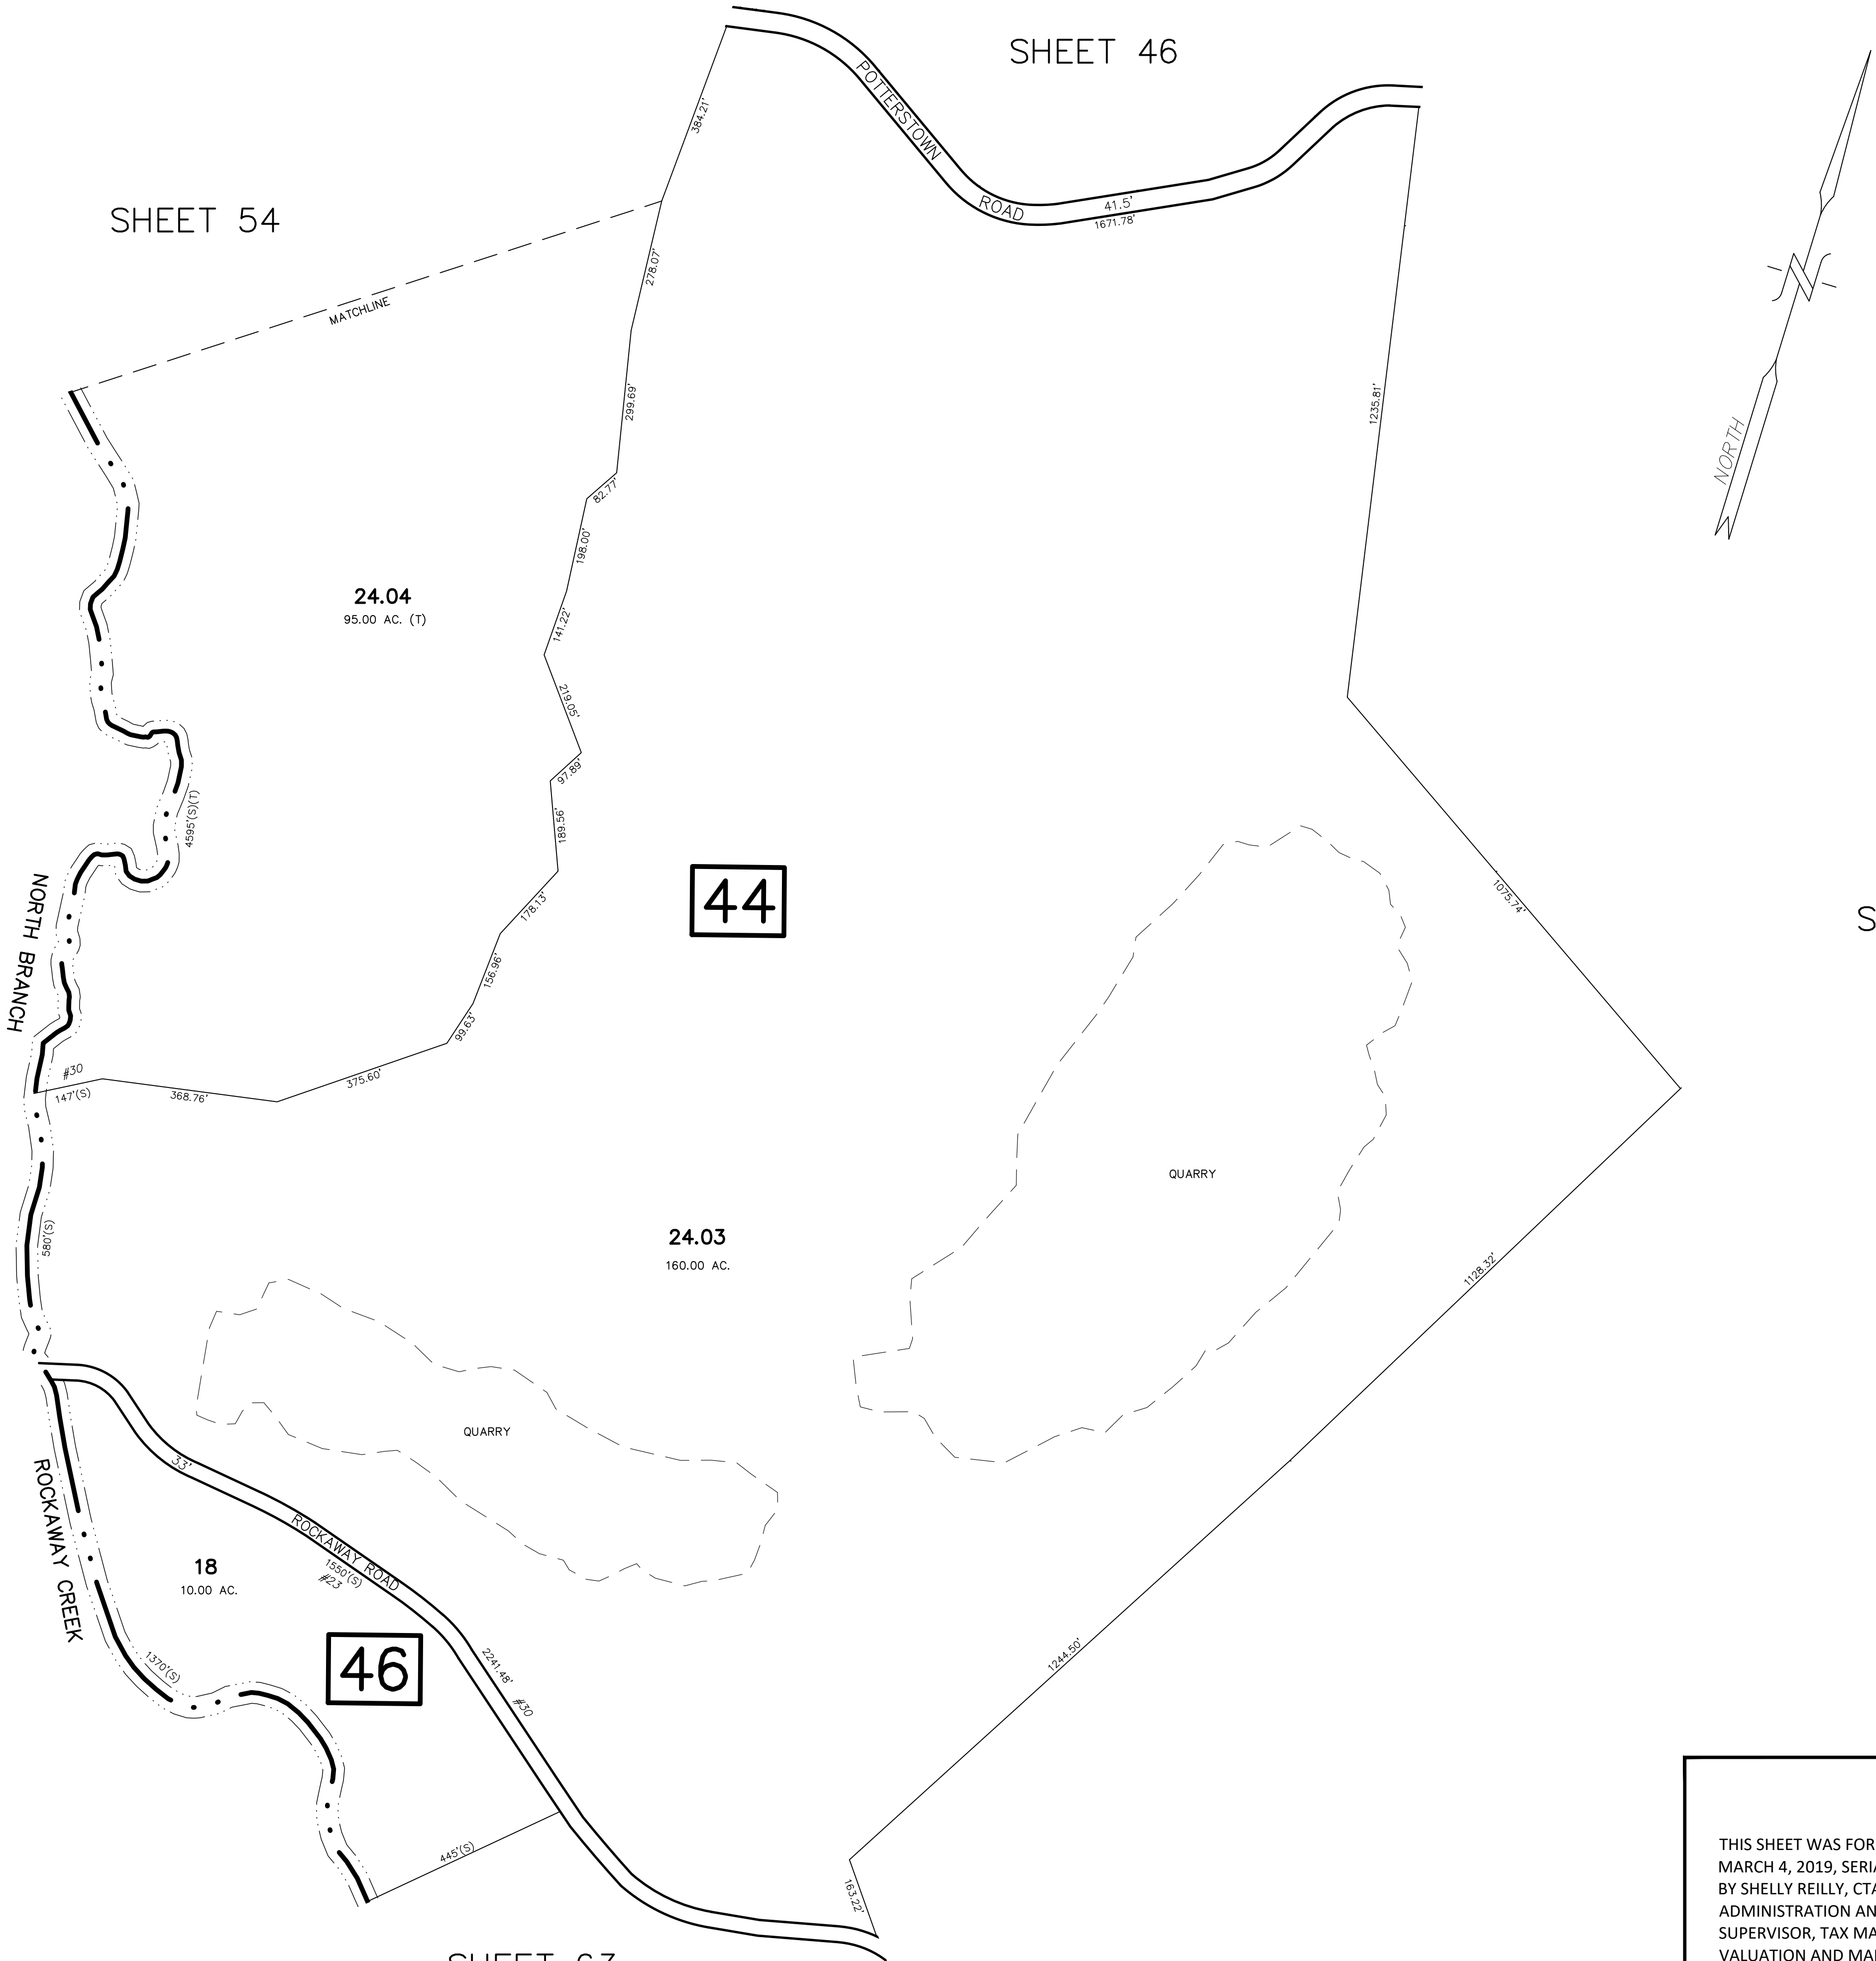 SHEET 46
SHEET 54
POTTERSTOWN
ROAD
41.5'
1671.78'
384.21'
MATCHLINE
278.07'
299.69'
1235.81'
NORTH
N
82.77'
198.00'
24.04
95.00 AC. (T)
141.22'
219.05'
97.89'
4595'(S)(T)
189.56'
44
1075.74'
S
NORTH BRANCH
178.13'
156.96'
99.63'
#30
147'(S)
368.76'
375.60'
QUARRY
580'(S)
24.03
160.00 AC.
1128.32'
QUARRY
33'
ROCKAWAY ROAD
1550'(S)
#23
ROCKAWAY CREEK
18
10.00 AC.
1370'(S)
46
2241.48'
#30
1244.50'
445'(S)
163.22'
THIS SHEET WAS FOR
MARCH 4, 2019, SERIA
BY SHELLY REILLY, CTA
ADMINISTRATION AN
SUPERVISOR, TAX MA
VALUATION AND MA
SHEET 63